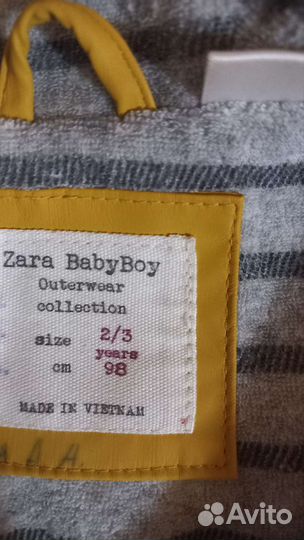 Zara BabyBoy
Outerwear
collection
size 2/3
years
cm 98
MADE IN VIETNAM
Avito